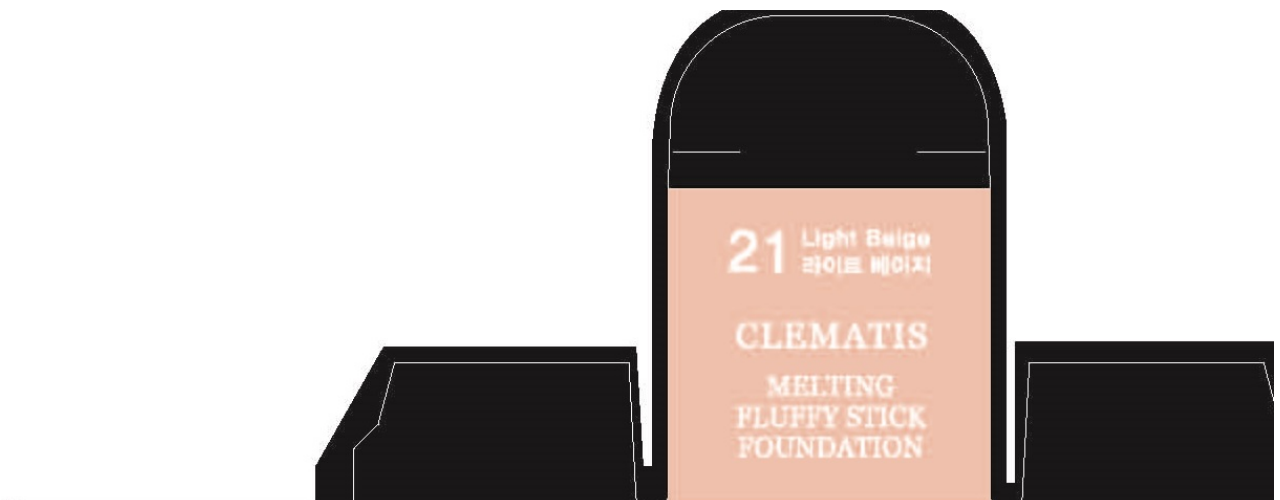 21 Light Beige
라이트 베이지
CLEMATIS
MELTING
FLUFFY STICK
FOUNDATION